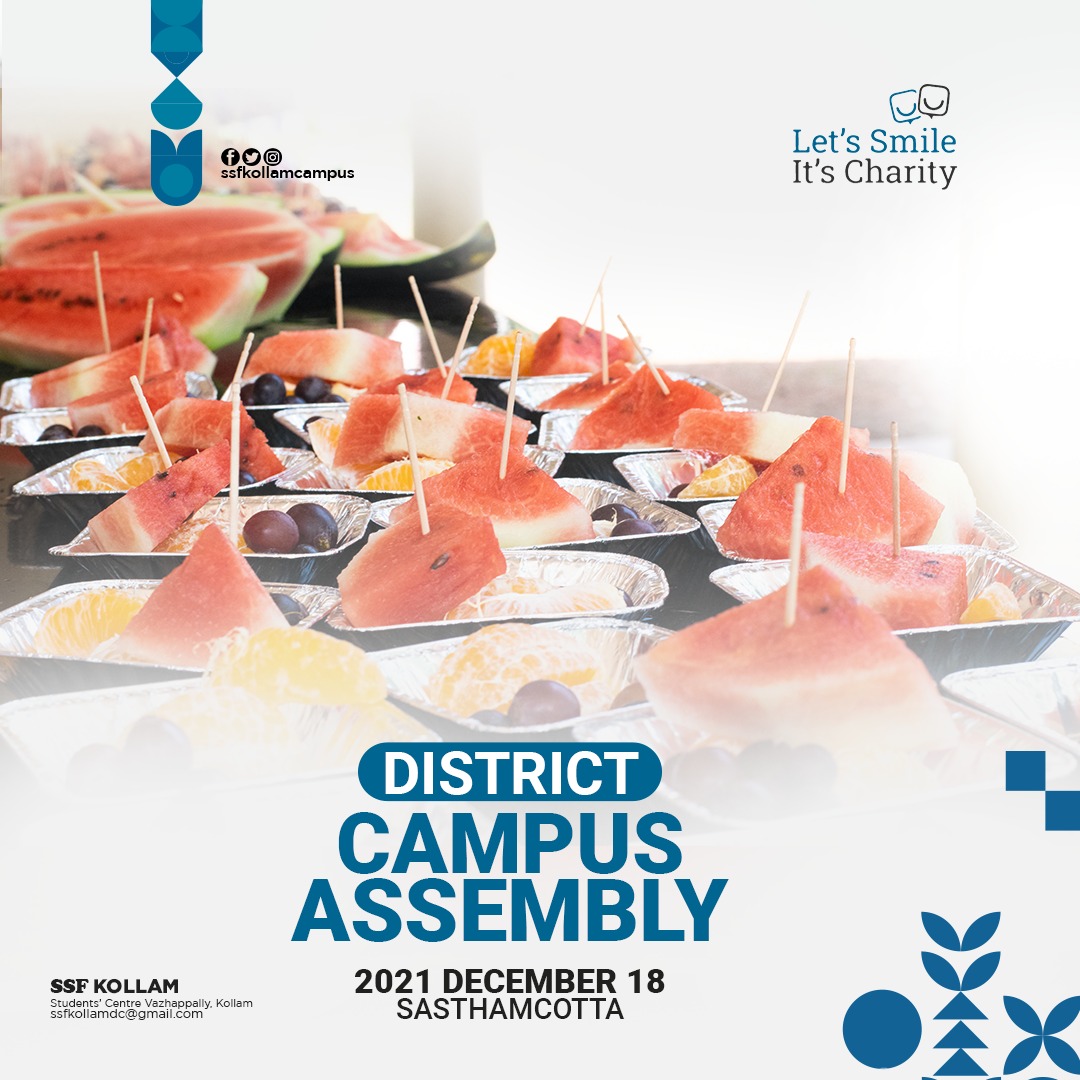 ssfkollamcampus
Let's Smile
It's Charity
DISTRICT
CAMPUS
ASSEMBLY
2021 DECEMBER 18
SASTHAMCOTTA
SSF KOLLAM
Students' Centre Vazhappally, Kollam
ssfkollamdc@gmail.com